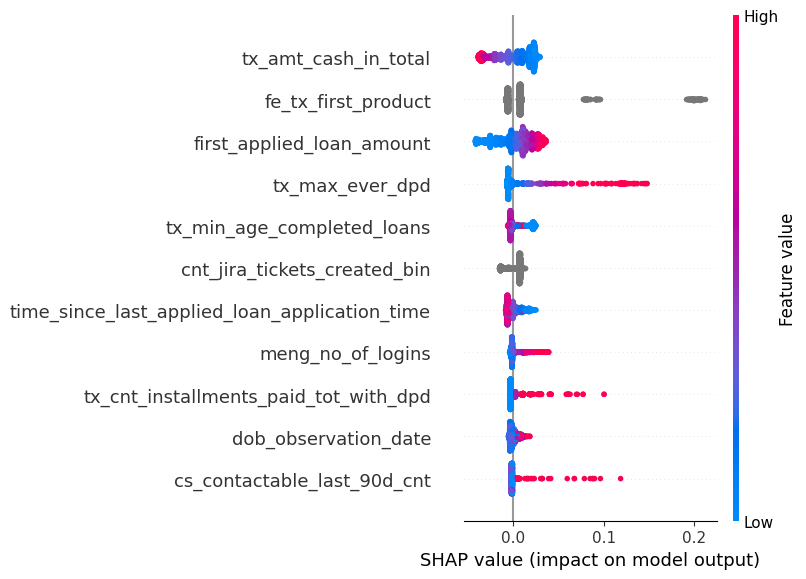 High
tx_amt_cash_in_total
fe_tx_first_product
first_applied_loan_amount
tx_max_ever_dpd
tx_min_age_completed_loans
cnt_jira_tickets_created_bin
time_since_last_applied_loan_application_time
meng_no_of_logins
tx_cnt_installments_paid_tot_with_dpd
dob_observation_date
cs_contactable_last_90d_cnt
Feature value
Low
0.0 0.1 0.2
SHAP value (impact on model output)